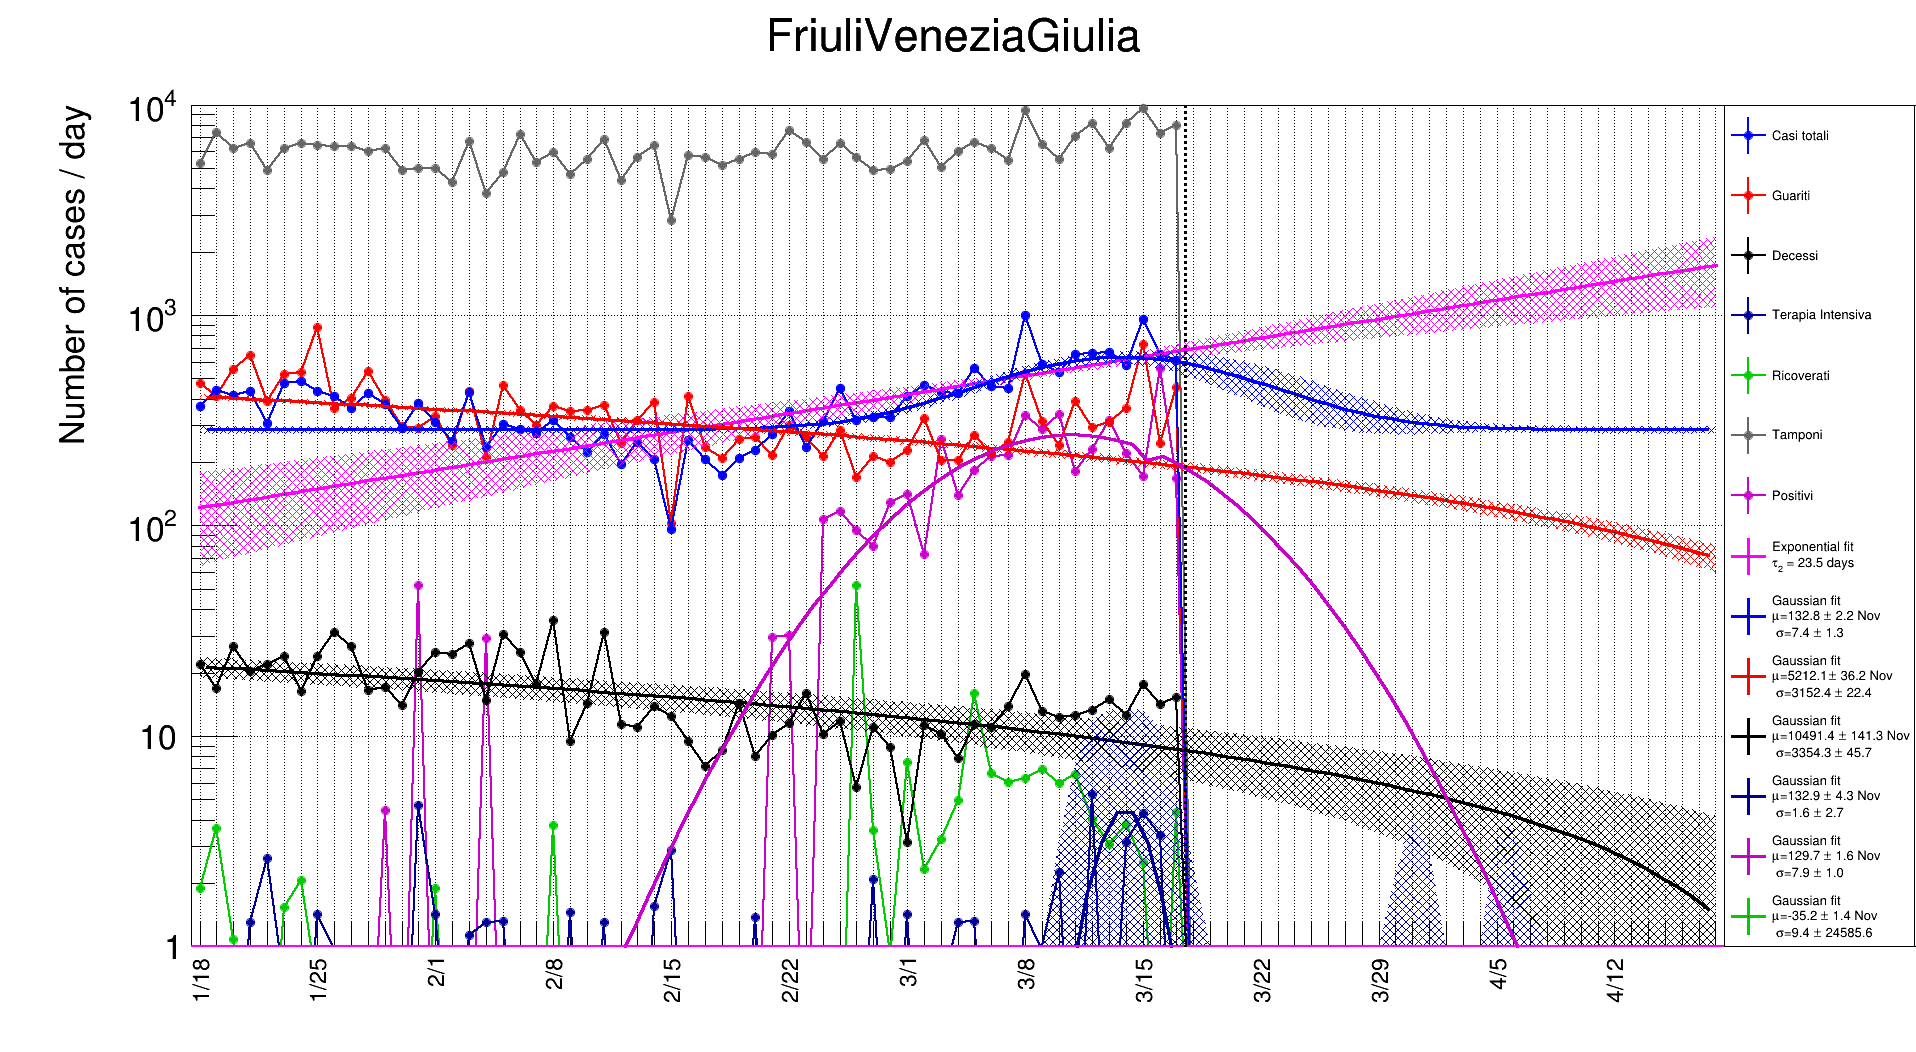 FriuliVeneziaGiulia
Number of cases / day
10⁴
10³
10²
10
1
1/18
1/25
2/1
2/8
2/15
2/22
3/1
3/8
3/15
3/22
3/29
4/5
4/12
Casi totali
Guariti
Decessi
Terapia Intensiva
Ricoverati
Tamponi
Positivi
Exponential fit
τ₂ = 23.5 days
Gaussian fit
μ=132.8 ± 2.2 Nov
σ=7.4 ± 1.3
Gaussian fit
μ=5212.1 ± 36.2 Nov
σ=3152.4 ± 22.4
Gaussian fit
μ=10491.4 ± 141.3 Nov
σ=3354.3 ± 45.7
Gaussian fit
μ=132.9 ± 4.3 Nov
σ=1.6 ± 2.7
Gaussian fit
μ=129.7 ± 1.6 Nov
σ=7.9 ± 1.0
Gaussian fit
μ=-35.2 ± 1.4 Nov
σ=9.4 ± 24585.6